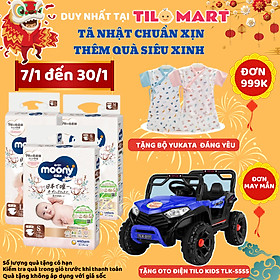 DUY NHẤT TẠI TILO MART
TÃ NHẬT CHUẨN XỊN
THÊM QUÀ SIÊU XINH
7/1 đến 30/1
ĐƠN
999K
TẶNG BỘ YUKATA ĐÁNG YÊU
ĐƠN
MAY MẮN
moony
Natural
S
Số lượng quà tặng có hạn
Kiểm tra quà trong giỏ trước khi thanh toán
Quà tặng không áp dụng với giá sốc
TẶNG OTO ĐIỆN TILO KIDS TLK-5555